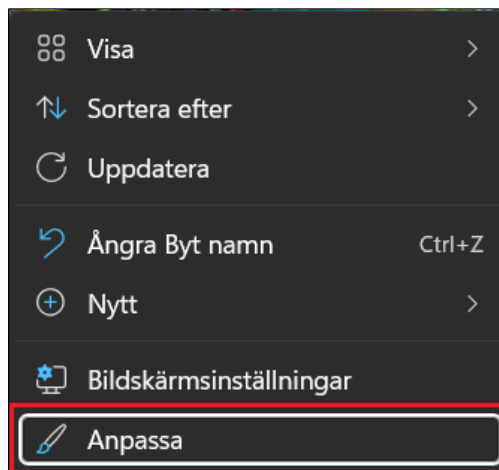 Visa
Sortera efter
Uppdatera
Ångra Byt namn Ctrl+Z
Nytt
Bildskärmsinställningar
Anpassa